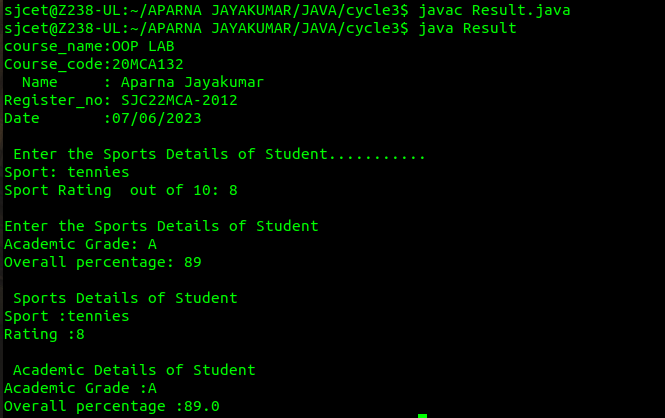 sjcet@Z238-UL:~/APARNA JAYAKUMAR/JAVA/cycle3$ javac Result.java
sjcet@Z238-UL:~/APARNA JAYAKUMAR/JAVA/cycle3$ java Result
course_name:OOP LAB
Course_code:20MCA132
  Name     : Aparna Jayakumar
Register_no: SJC22MCA-2012
Date       :07/06/2023

 Enter the Sports Details of Student...........
Sport: tennies
Sport Rating  out of 10: 8

Enter the Sports Details of Student
Academic Grade: A
Overall percentage: 89

 Sports Details of Student
Sport :tennies
Rating :8

 Academic Details of Student
Academic Grade :A
Overall percentage :89.0